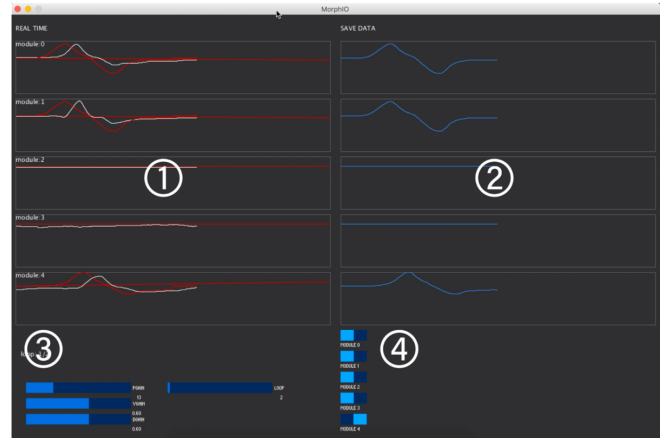 MorphIO
REAL TIME
SAVE DATA
module:0
module:1
module:2
①
②
module:3
module:4
③
④
loop
MODULE 0
MODULE 1
MODULE 2
MODULE 3
MODULE 4
PGAIN
LOOP
10
2
VGAIN
0.60
DGAIN
0.60